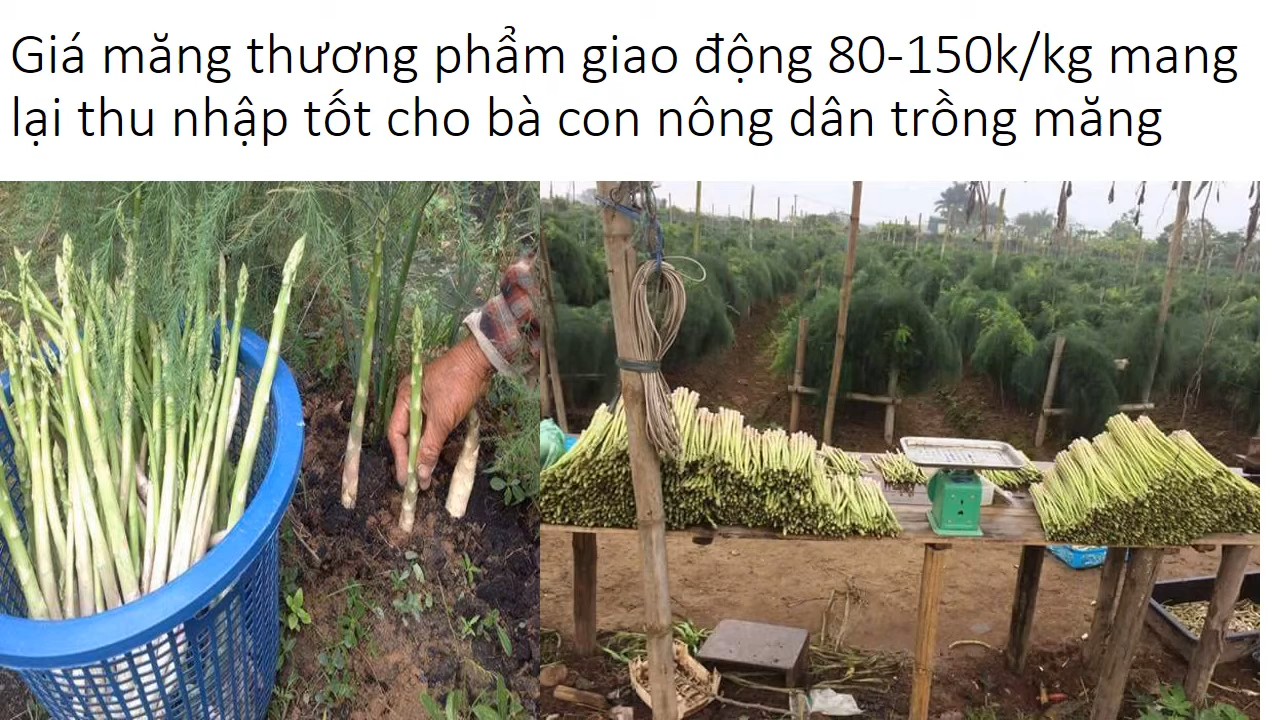 Giá măng thương phẩm giao động 80-150k/kg mang
lại thu nhập tốt cho bà con nông dân trồng măng